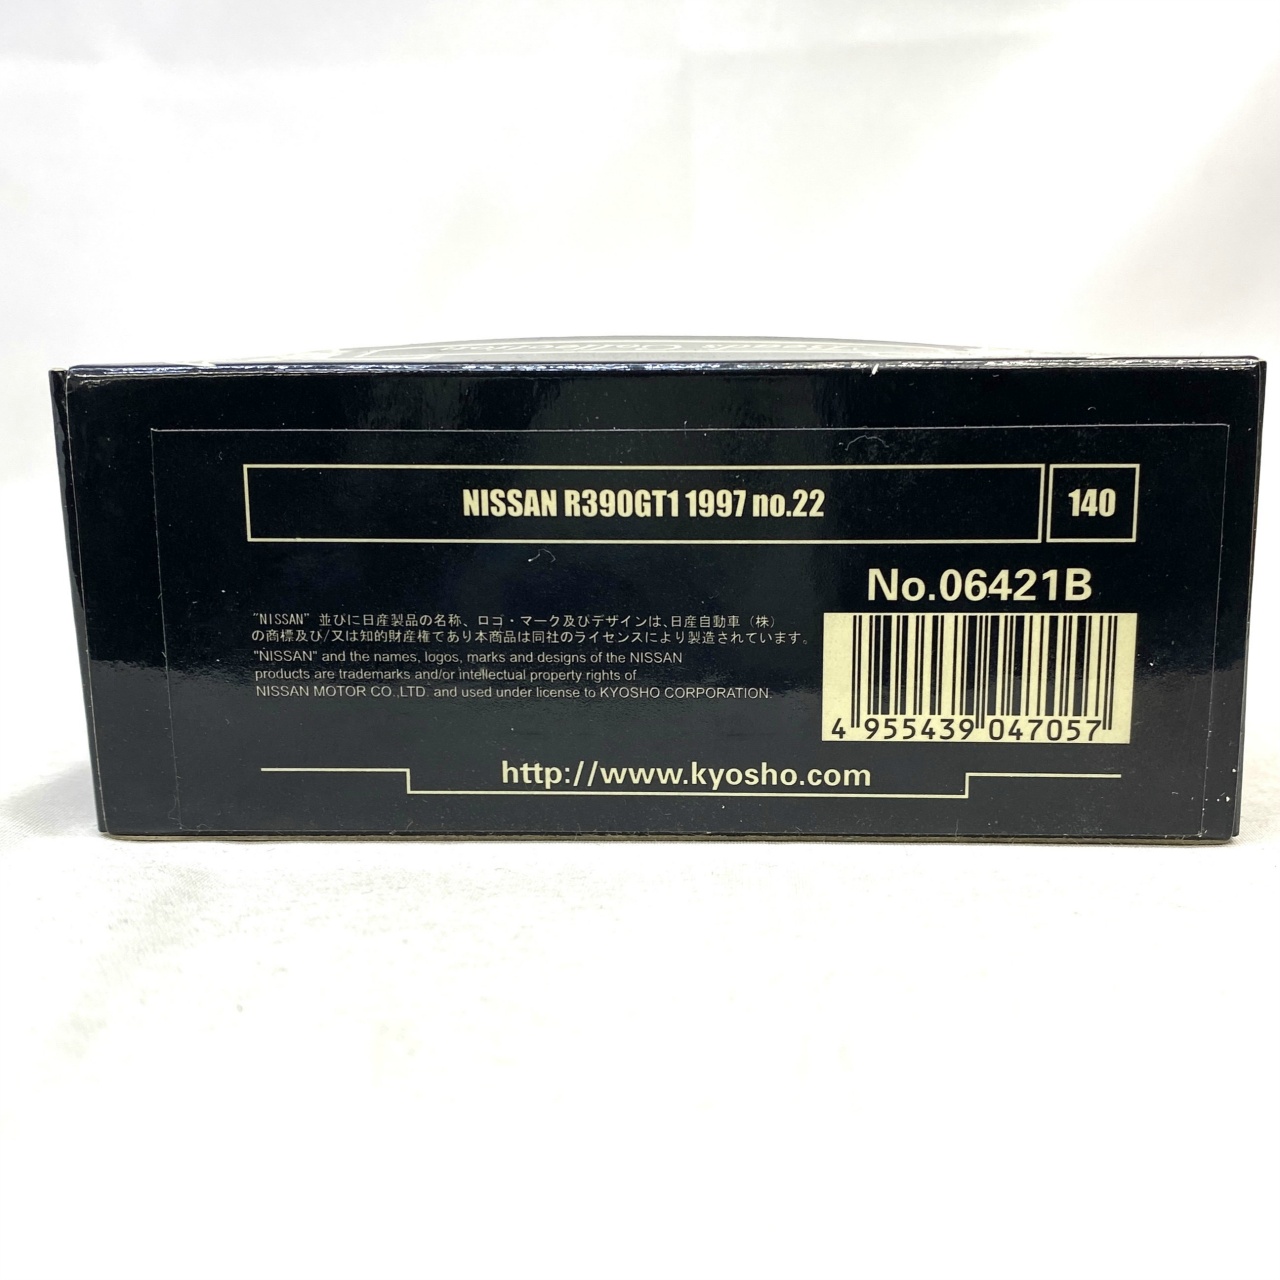 NISSAN R390GT1 1997 no.22
140
No.06421B
"NISSAN" 並びに日産製品の名称、ロゴ・マーク及びデザインは、日産自動車（株）
の商標及び/又は知的財産権であり本商品は同社のライセンスにより製造されています。
"NISSAN" and the names, logos, marks and designs of the NISSAN
products are trademarks and/or intellectual property rights of
NISSAN MOTOR CO.,LTD. and used under license to KYOSHO CORPORATION.
4 955439 047057
http://www.kyosho.com